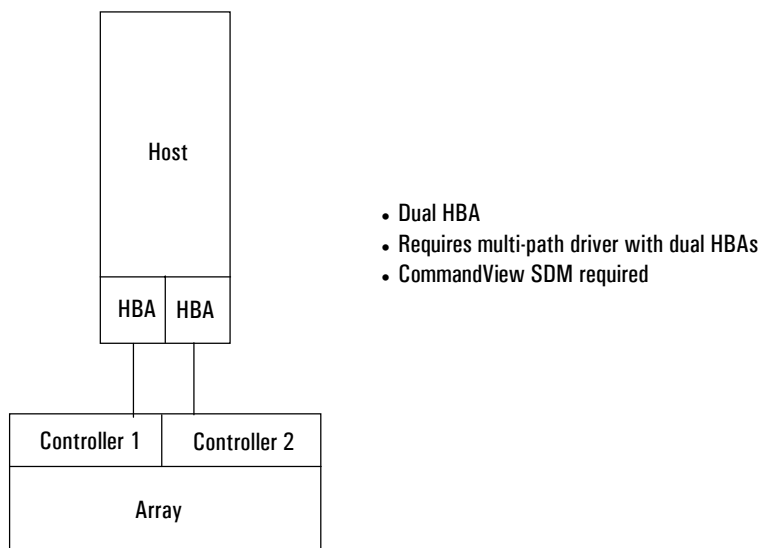 Host
HBA HBA
• Dual HBA
• Requires multi-path driver with dual HBAs
• CommandView SDM required
Controller 1 Controller 2
Array